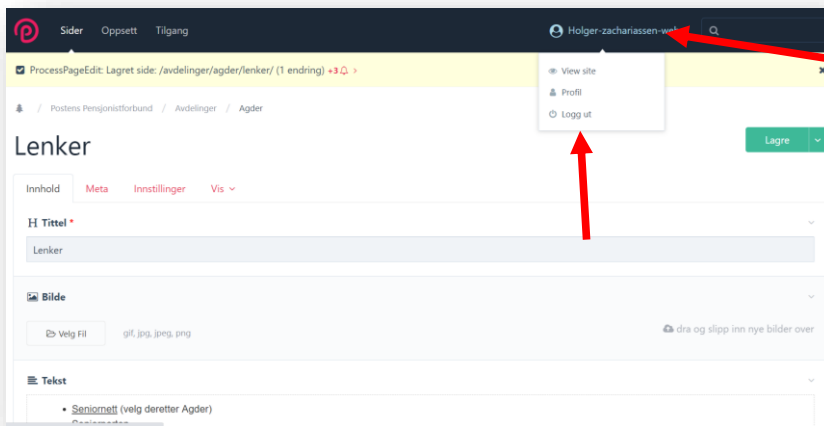 Sider Oppsett Tilgang Holger-zachariassen-web
ProcessPageEdit: Lagret side: /avdelinger/agder/lenker/ (1 endring) +3
View site
Profil
Logg ut
/ Postens Pensjonistforbund / Avdelinger / Agder
Lenker
Lagre
Innhold Meta Innstillinger Vis
Tittel *
Lenker
Bilde
Velg Fil gif, jpg, jpeg, png dra og slipp inn nye bilder over
Tekst
• Seniornett (velg deretter Agder)